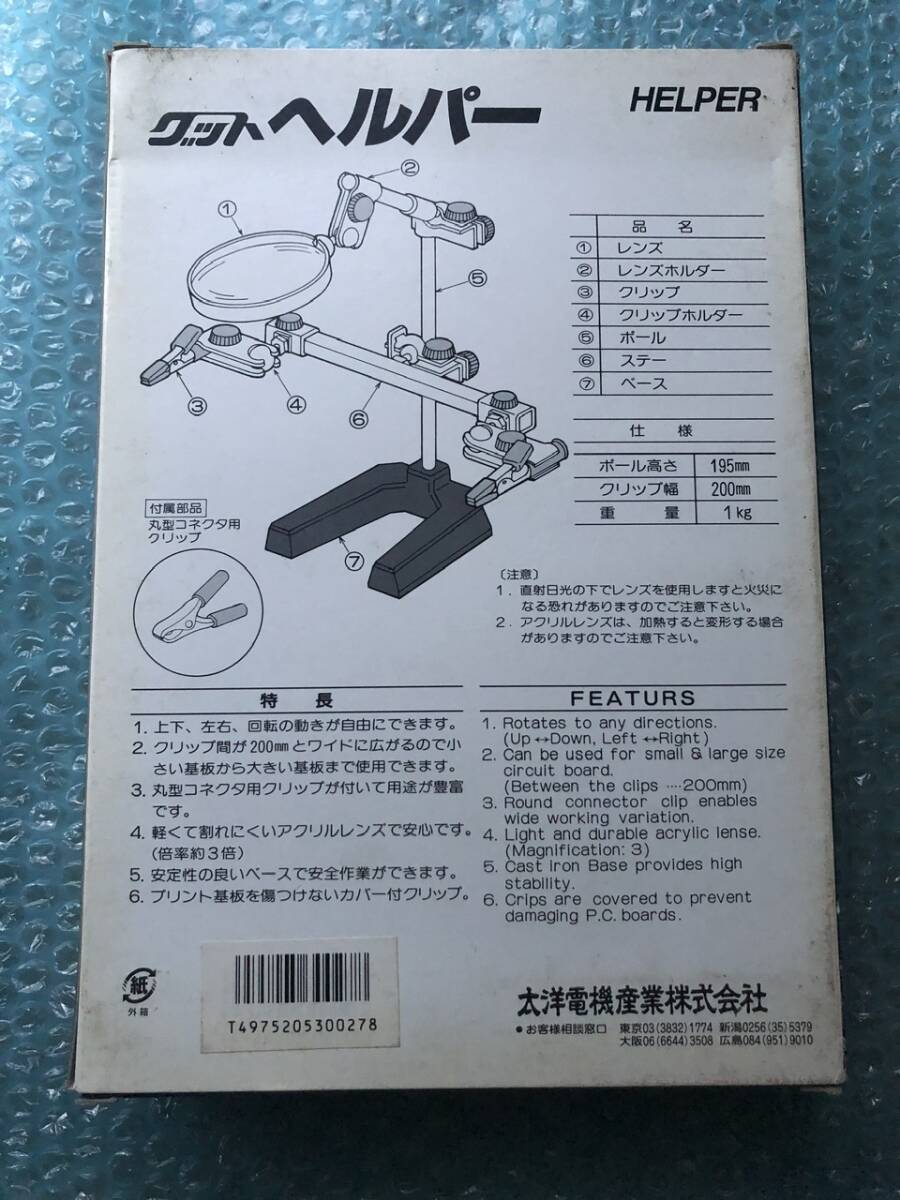 グット ヘルパー HELPER
① ② ③ ④ ⑤ ⑥ ⑦
品 名
① レンズ
② レンズホルダー
③ クリップ
④ クリップホルダー
⑤ ポール
⑥ ステー
⑦ ベース
仕 様
ポール高さ 195mm
クリップ幅 200mm
重 量 1kg
付属部品
丸型コネクタ用
クリップ
〔注意〕
1．直射日光の下でレンズを使用しますと火災に
なる恐れがありますのでご注意下さい。
2．アクリルレンズは、加熱すると変形する場合
がありますのでご注意下さい。
特 長
1. 上下、左右、回転の動きが自由にできます。
2. クリップ間が200mmとワイドに広がるので小
さい基板から大きい基板まで使用できます。
3. 丸型コネクタ用クリップが付いて用途が豊富
です。
4. 軽くて割れにくいアクリルレンズで安心です。
(倍率約3倍)
5. 安定性の良いベースで安全作業ができます。
6. プリント基板を傷つけないカバー付クリップ。
FEATURS
1. Rotates to any directions.
(Up ↔Down, Left ↔Right)
2. Can be used for small & large size
circuit board.
(Between the clips ····200mm)
3. Round connector clip enables
wide working variation.
4. Light and durable acrylic lense.
(Magnification: 3)
5. Cast iron Base provides high
stability.
6. Crips are covered to prevent
damaging P.C. boards.
紙
外箱
T4975205300278
太洋電機産業株式会社
●お客様相談窓口 東京03(3832)1774 新潟0256(35)5379
大阪06(6644)3508 広島084(951)9010